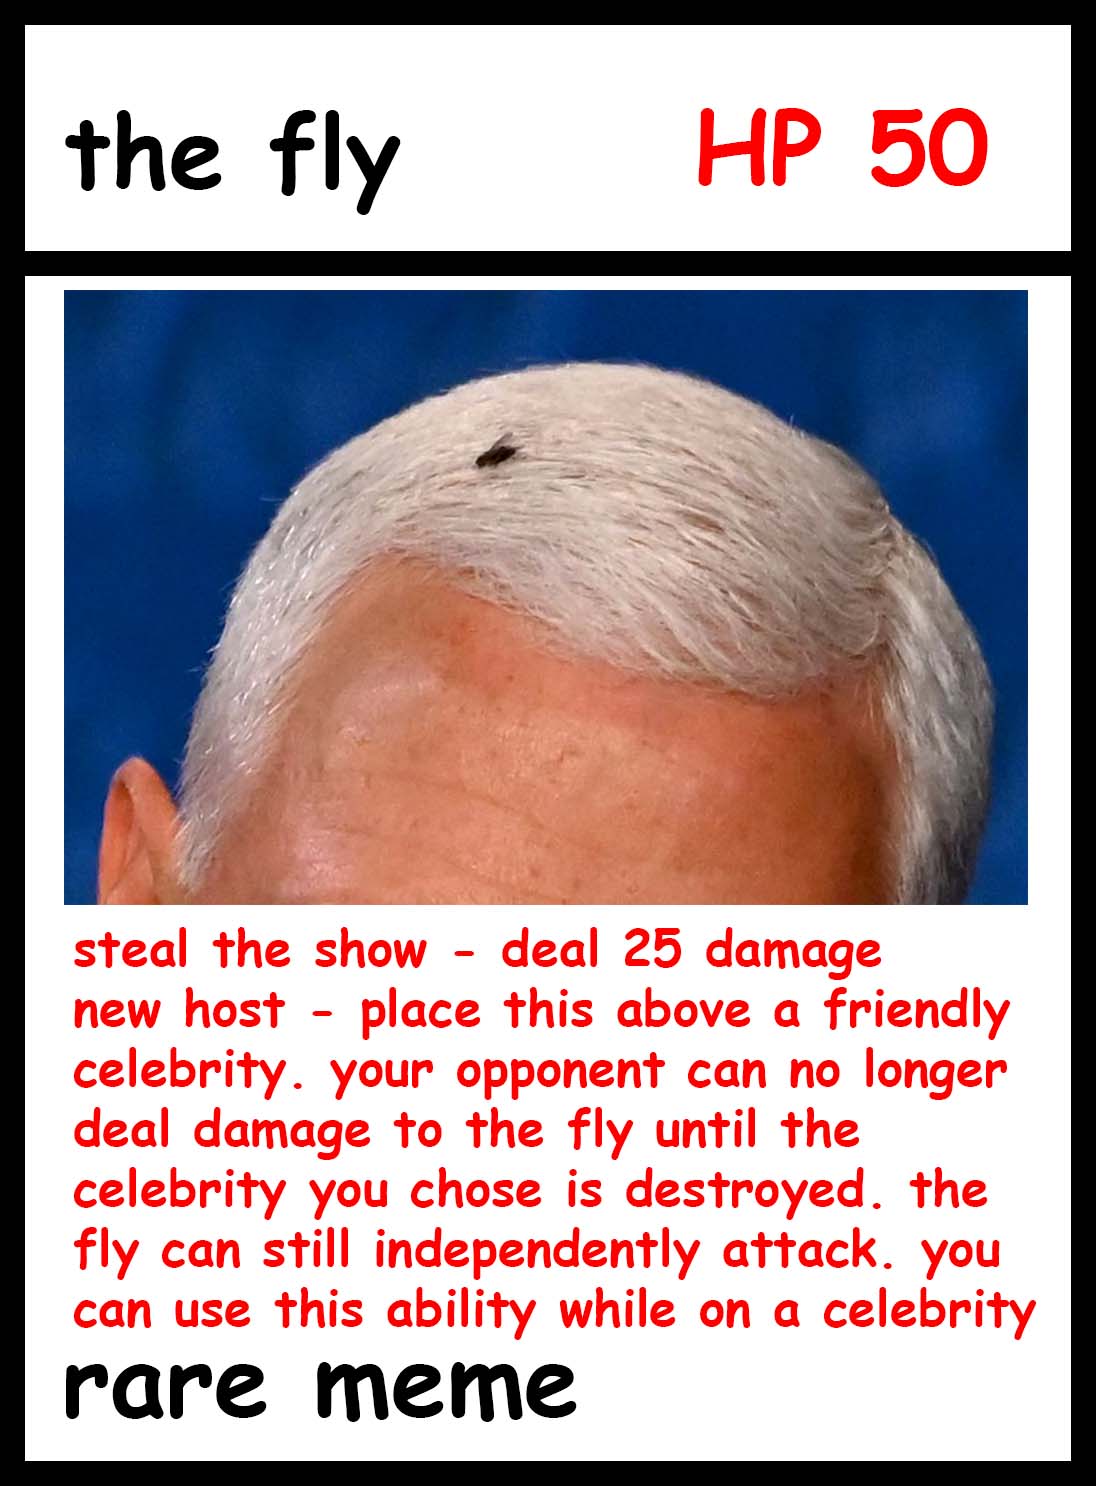 the fly
HP 50
steal the show - deal 25 damage
new host - place this above a friendly
celebrity. your opponent can no longer
deal damage to the fly until the
celebrity you chose is destroyed. the
fly can still independently attack. you
can use this ability while on a celebrity
rare meme